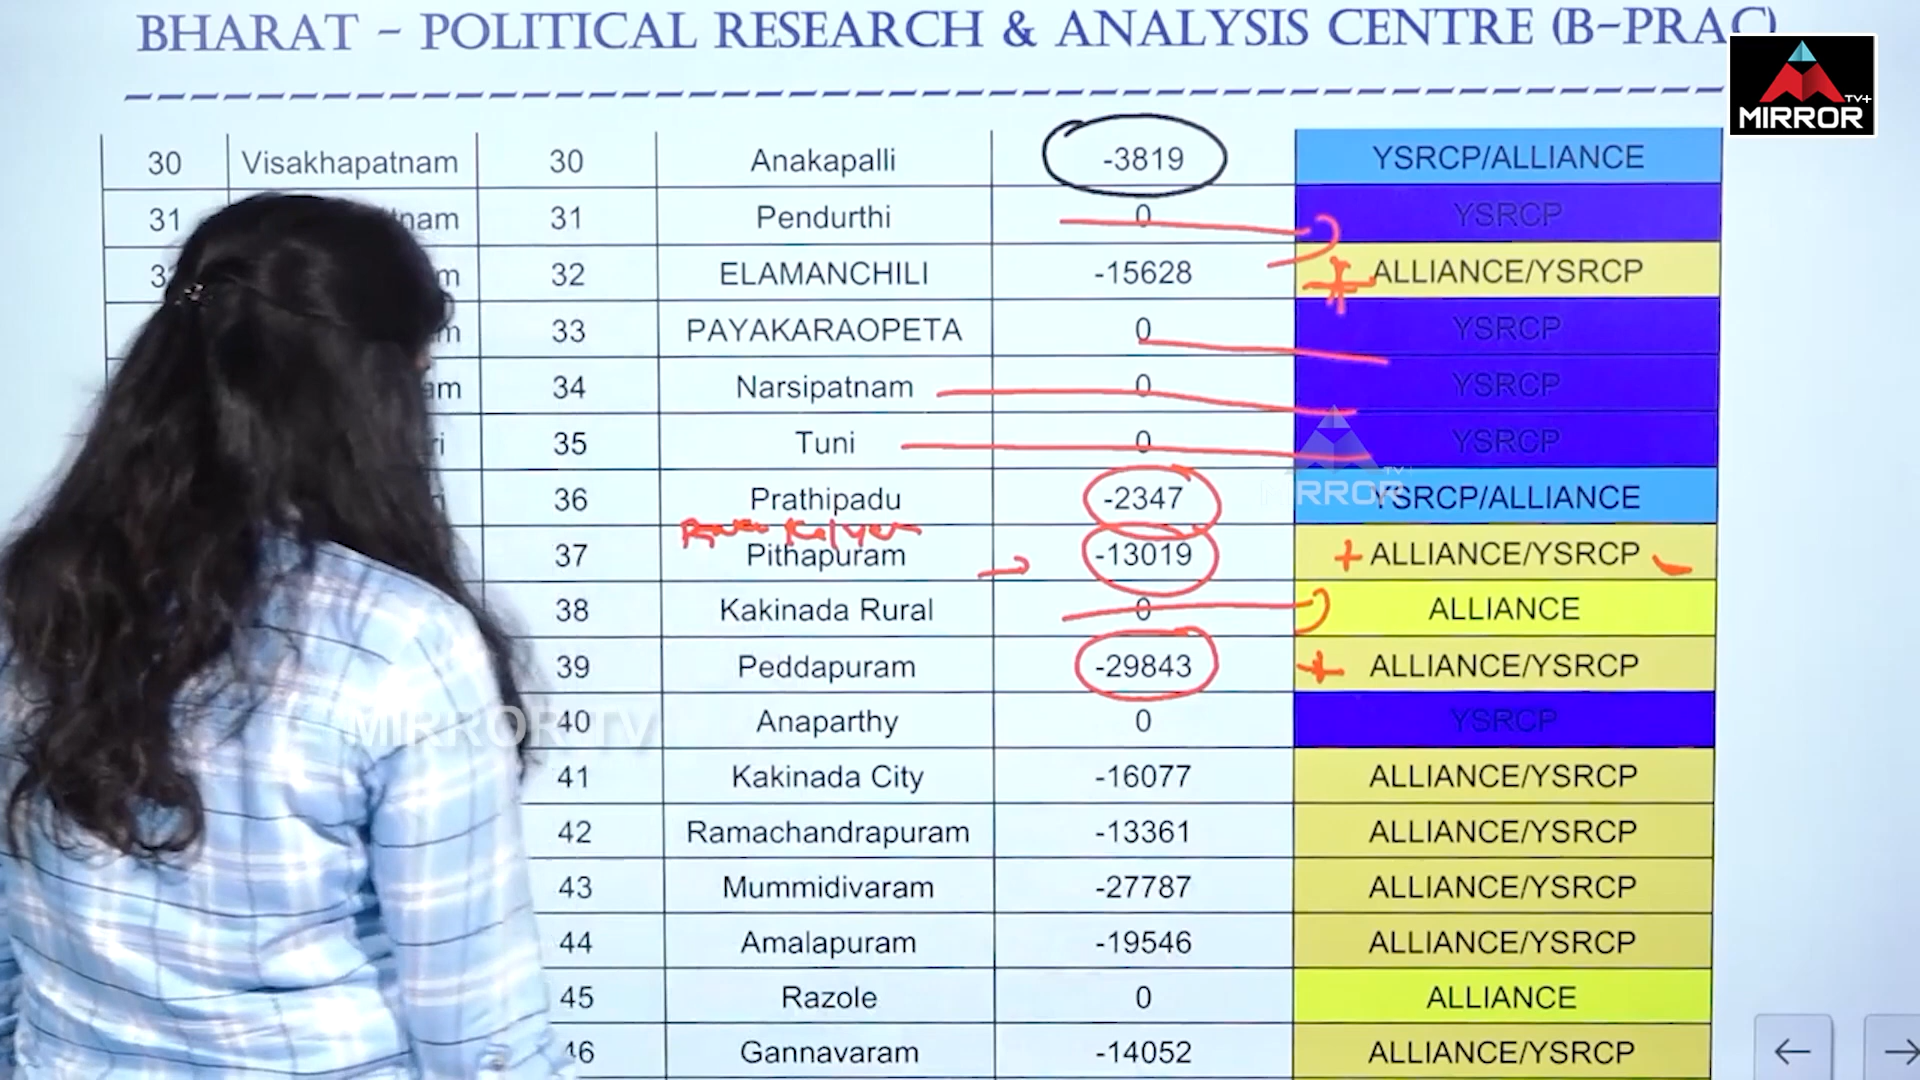 BHARAT - POLITICAL RESEARCH & ANALYSIS CENTRE (B-PRAC)
TV+
MIRROR
30 Visakhapatnam 30 Anakapalli -3819 YSRCP/ALLIANCE
31 31 Pendurthi 0 YSRCP
32 ELAMANCHILI -15628 ALLIANCE/YSRCP
33 PAYAKARAOPETA 0 YSRCP
34 Narsipatnam 0 YSRCP
35 Tuni 0 YSRCP
36 Prathipadu -2347 YSRCP/ALLIANCE
37 Pithapuram -13019 + ALLIANCE/YSRCP -
38 Kakinada Rural 0 ALLIANCE
39 Peddapuram -29843 + ALLIANCE/YSRCP
40 Anaparthy 0 YSRCP
41 Kakinada City -16077 ALLIANCE/YSRCP
42 Ramachandrapuram -13361 ALLIANCE/YSRCP
43 Mummidivaram -27787 ALLIANCE/YSRCP
44 Amalapuram -19546 ALLIANCE/YSRCP
45 Razole 0 ALLIANCE
46 Gannavaram -14052 ALLIANCE/YSRCP
MIRROR TV
MIRROR TV